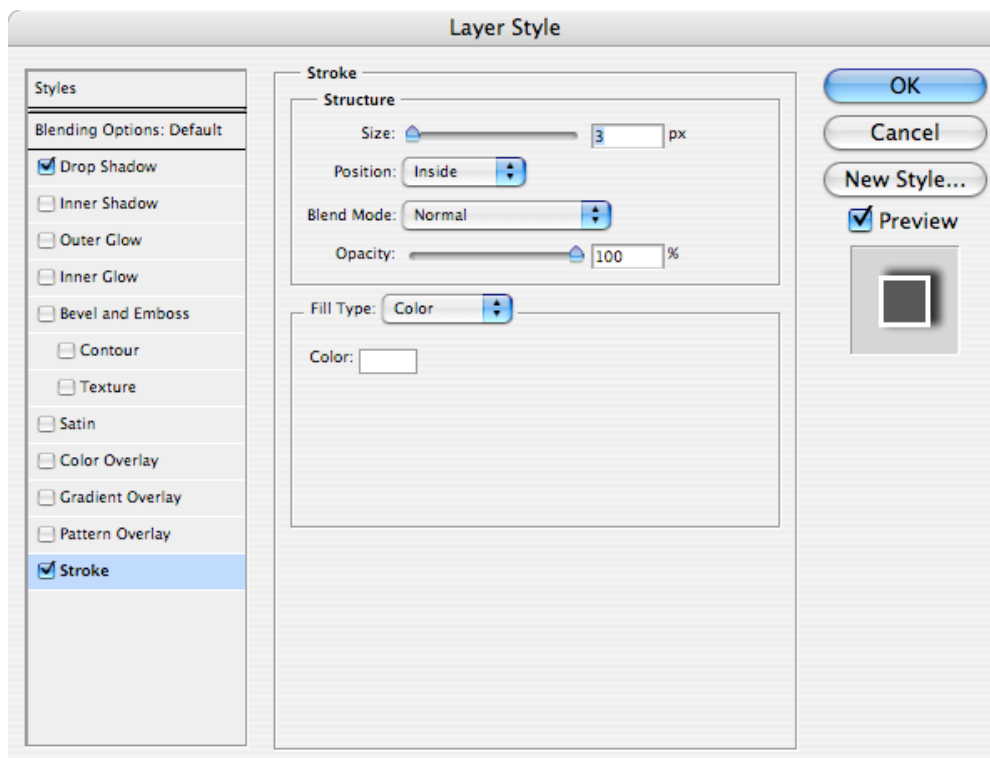 Layer Style
Styles
Blending Options: Default
Drop Shadow
Inner Shadow
Outer Glow
Inner Glow
Bevel and Emboss
Contour
Texture
Satin
Color Overlay
Gradient Overlay
Pattern Overlay
Stroke
Stroke
Structure
Size: 3 px
Position: Inside
Blend Mode: Normal
Opacity: 100 %
Fill Type: Color
Color:
OK
Cancel
New Style...
Preview